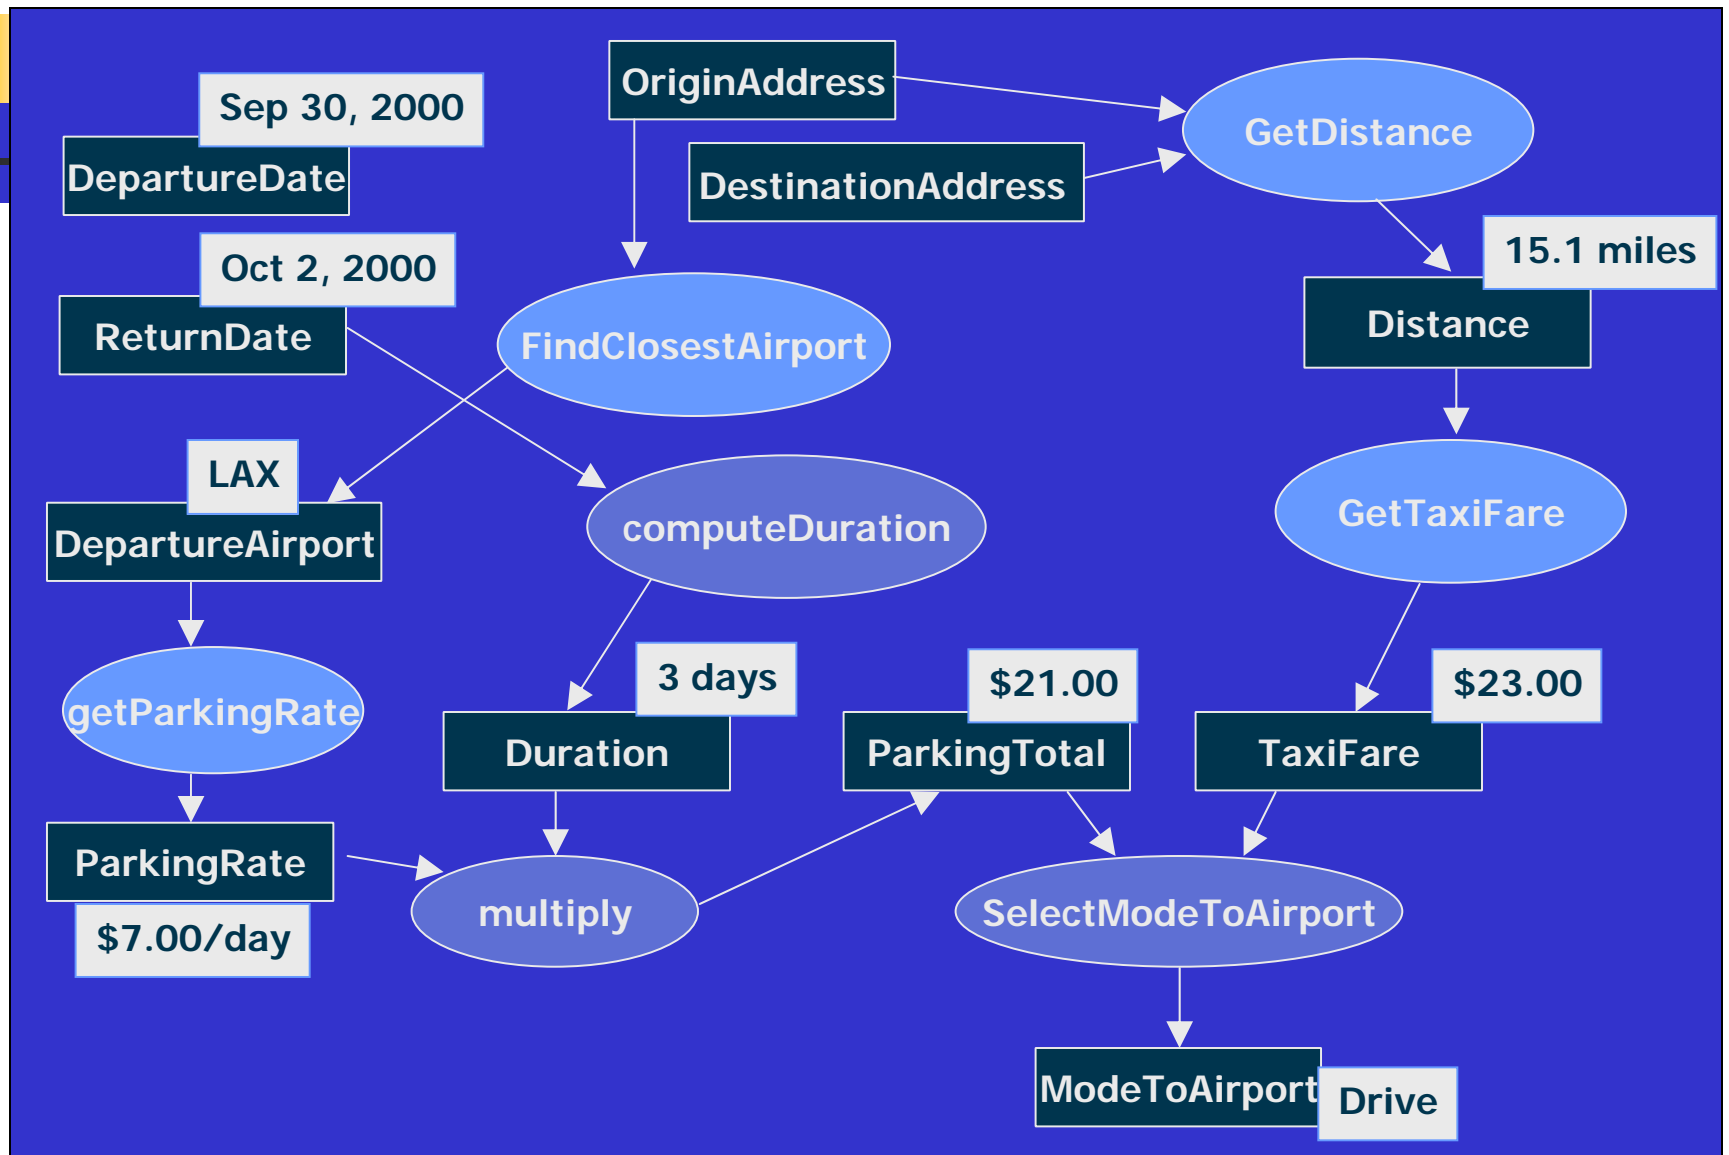 OriginAddress
Sep 30, 2000
GetDistance
DepartureDate
DestinationAddress
15.1 miles
Oct 2, 2000
Distance
ReturnDate
FindClosestAirport
LAX
GetTaxiFare
computeDuration
DepartureAirport
3 days
$21.00
$23.00
getParkingRate
Duration
ParkingTotal
TaxiFare
ParkingRate
multiply
SelectModeToAirport
$7.00/day
ModeToAirport
Drive